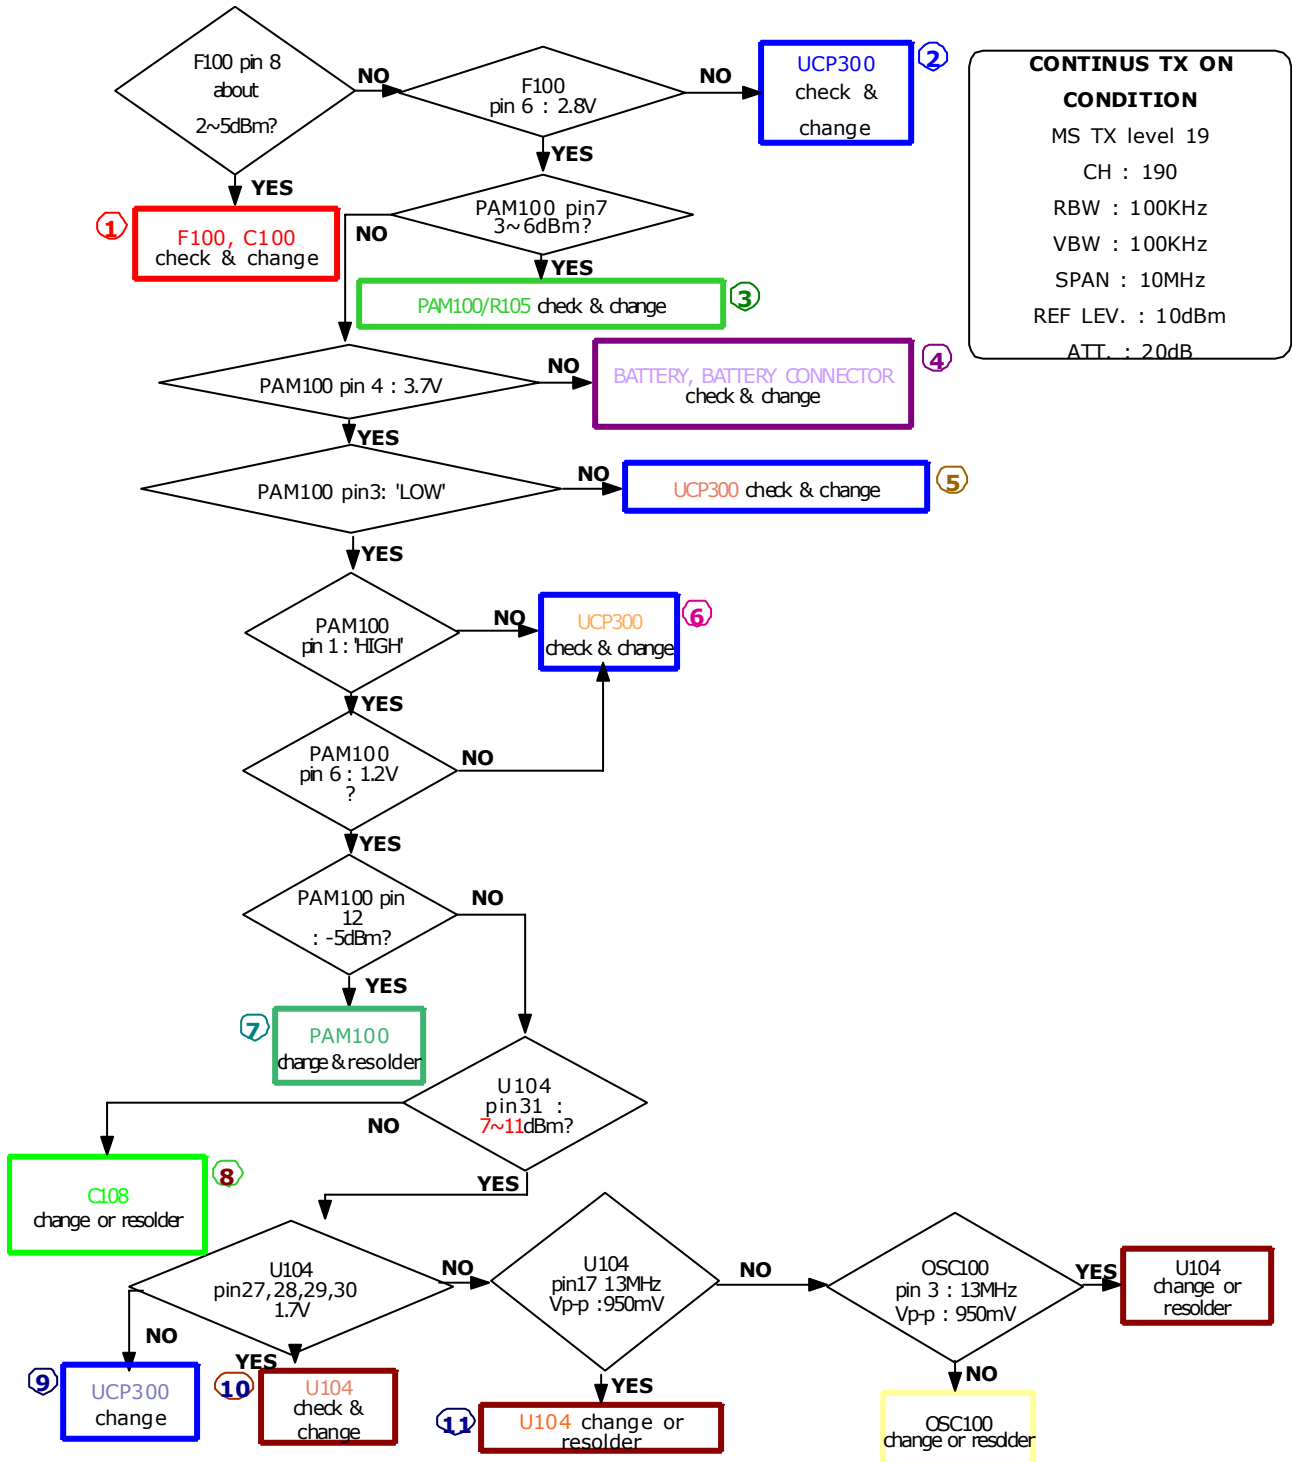 F100 pin 8
about
2~5dBm?
NO
F100
pin 6 : 2.8V
NO
UCP300
check &
change
2
CONTINUS TX ON
CONDITION
MS TX level 19
CH : 190
RBW : 100KHz
VBW : 100KHz
SPAN : 10MHz
REF LEV. : 10dBm
ATT. : 20dB
YES
YES
1
F100, C100
check & change
PAM100 pin7
3~6dBm?
NO
YES
PAM100/R105 check & change
3
PAM100 pin 4 : 3.7V
NO
BATTERY, BATTERY CONNECTOR
check & change
4
YES
PAM100 pin3: 'LOW'
NO
UCP300 check & change
5
YES
PAM100
pin 1 : 'HIGH'
NO
UCP300
check & change
6
YES
PAM100
pin 6 : 1.2V
?
NO
YES
PAM100 pin
12
: -5dBm?
NO
YES
7
PAM100
change & resolder
U104
pin31 :
7~11dBm?
NO
YES
C108
change or resolder
8
U104
pin27,28,29,30
1.7V
NO
U104
pin17 13MHz
Vp-p :950mV
NO
OSC100
pin 3 : 13MHz
Vp-p : 950mV
YES
U104
change or
resolder
NO
YES
YES
NO
9
UCP300
change
10
U104
check &
change
11
U104 change or
resolder
OSC100
change or resolder